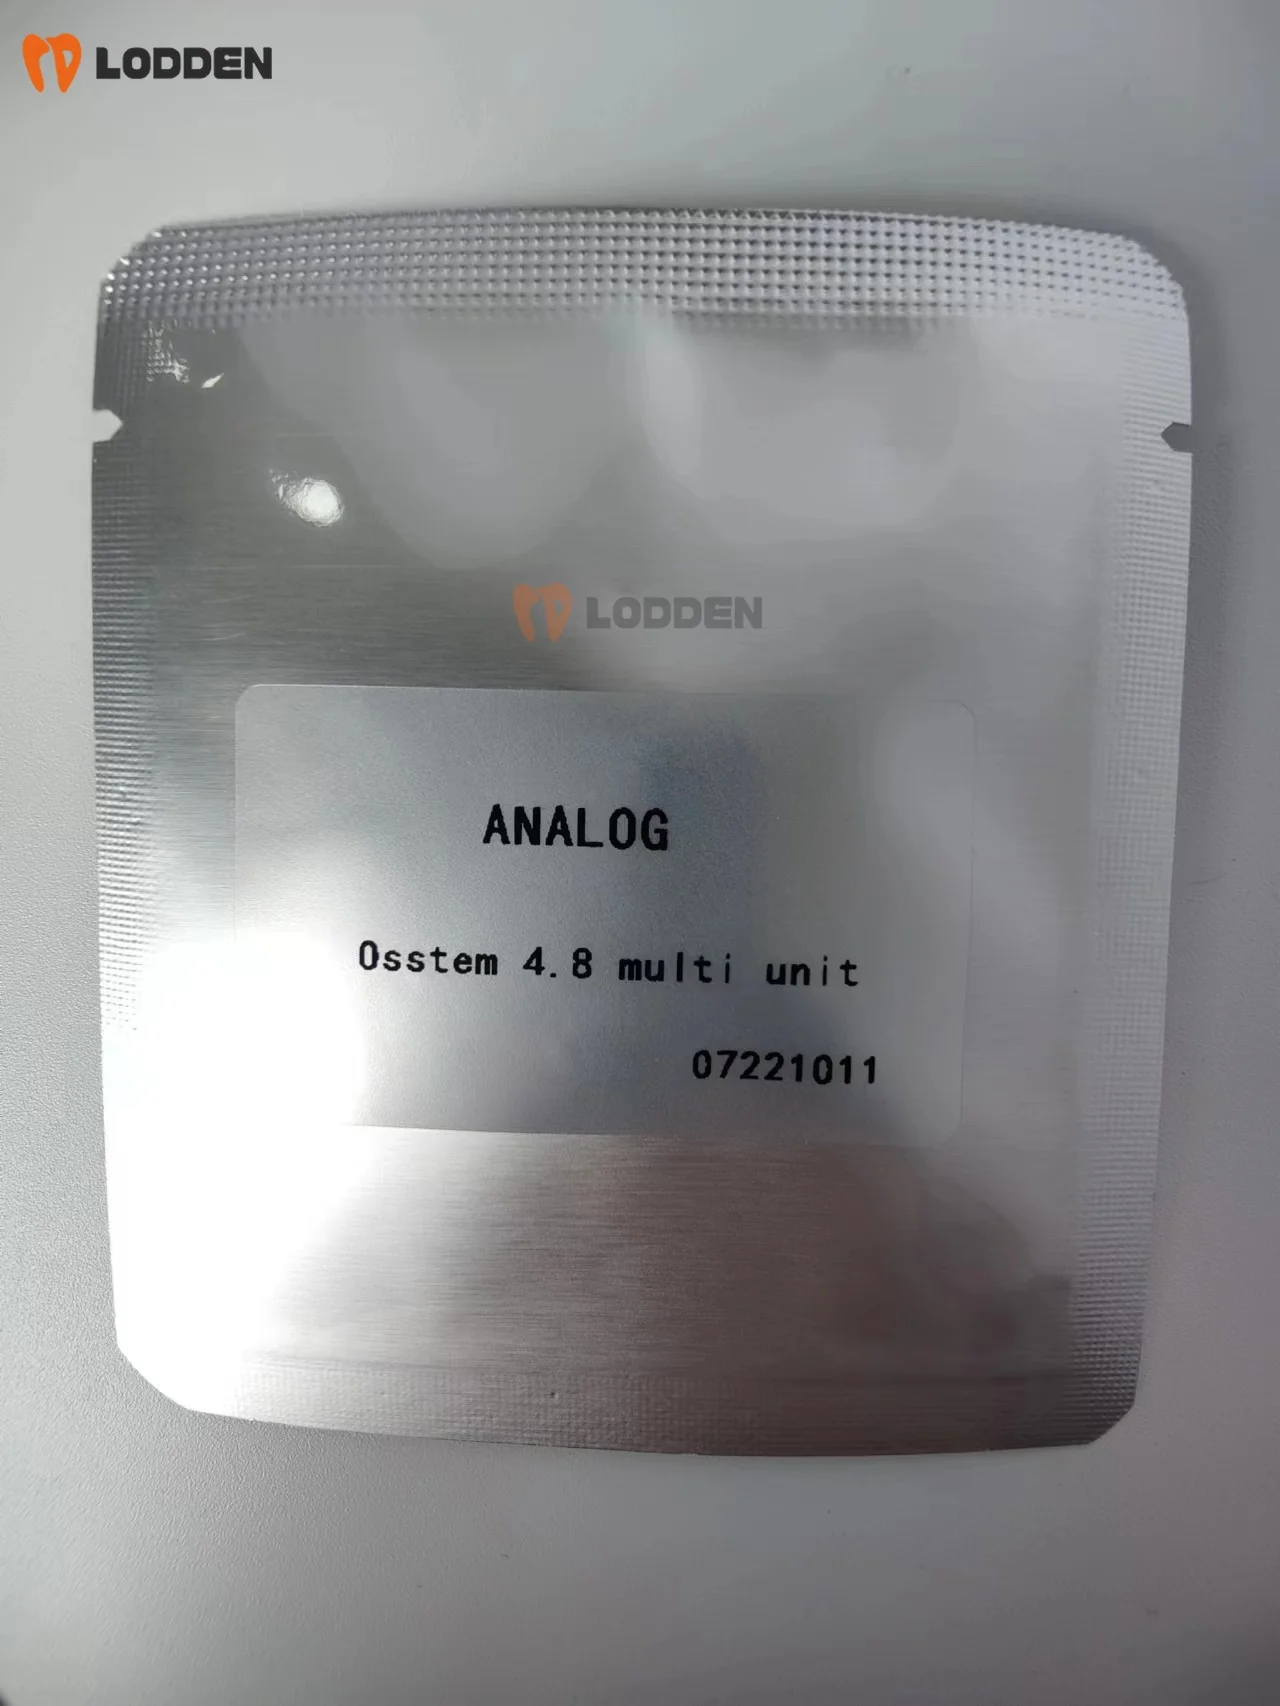 LODDEN
LODDEN
ANALOG
Osstem 4.8 multi unit
07221011